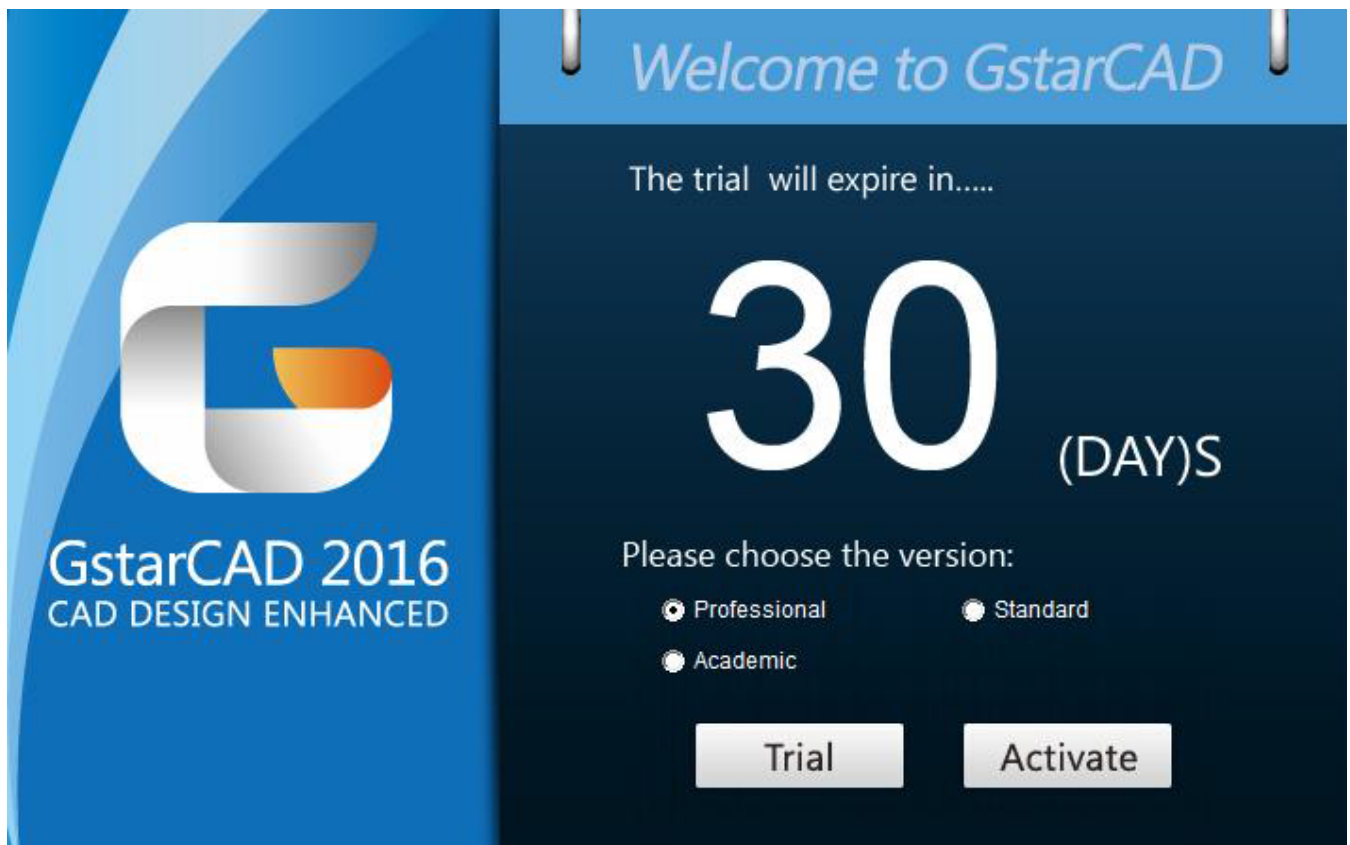 Welcome to GstarCAD
The trial will expire in.....
30
(DAY)S
GstarCAD 2016
CAD DESIGN ENHANCED
Please choose the version:
Professional
Standard
Academic
Trial
Activate